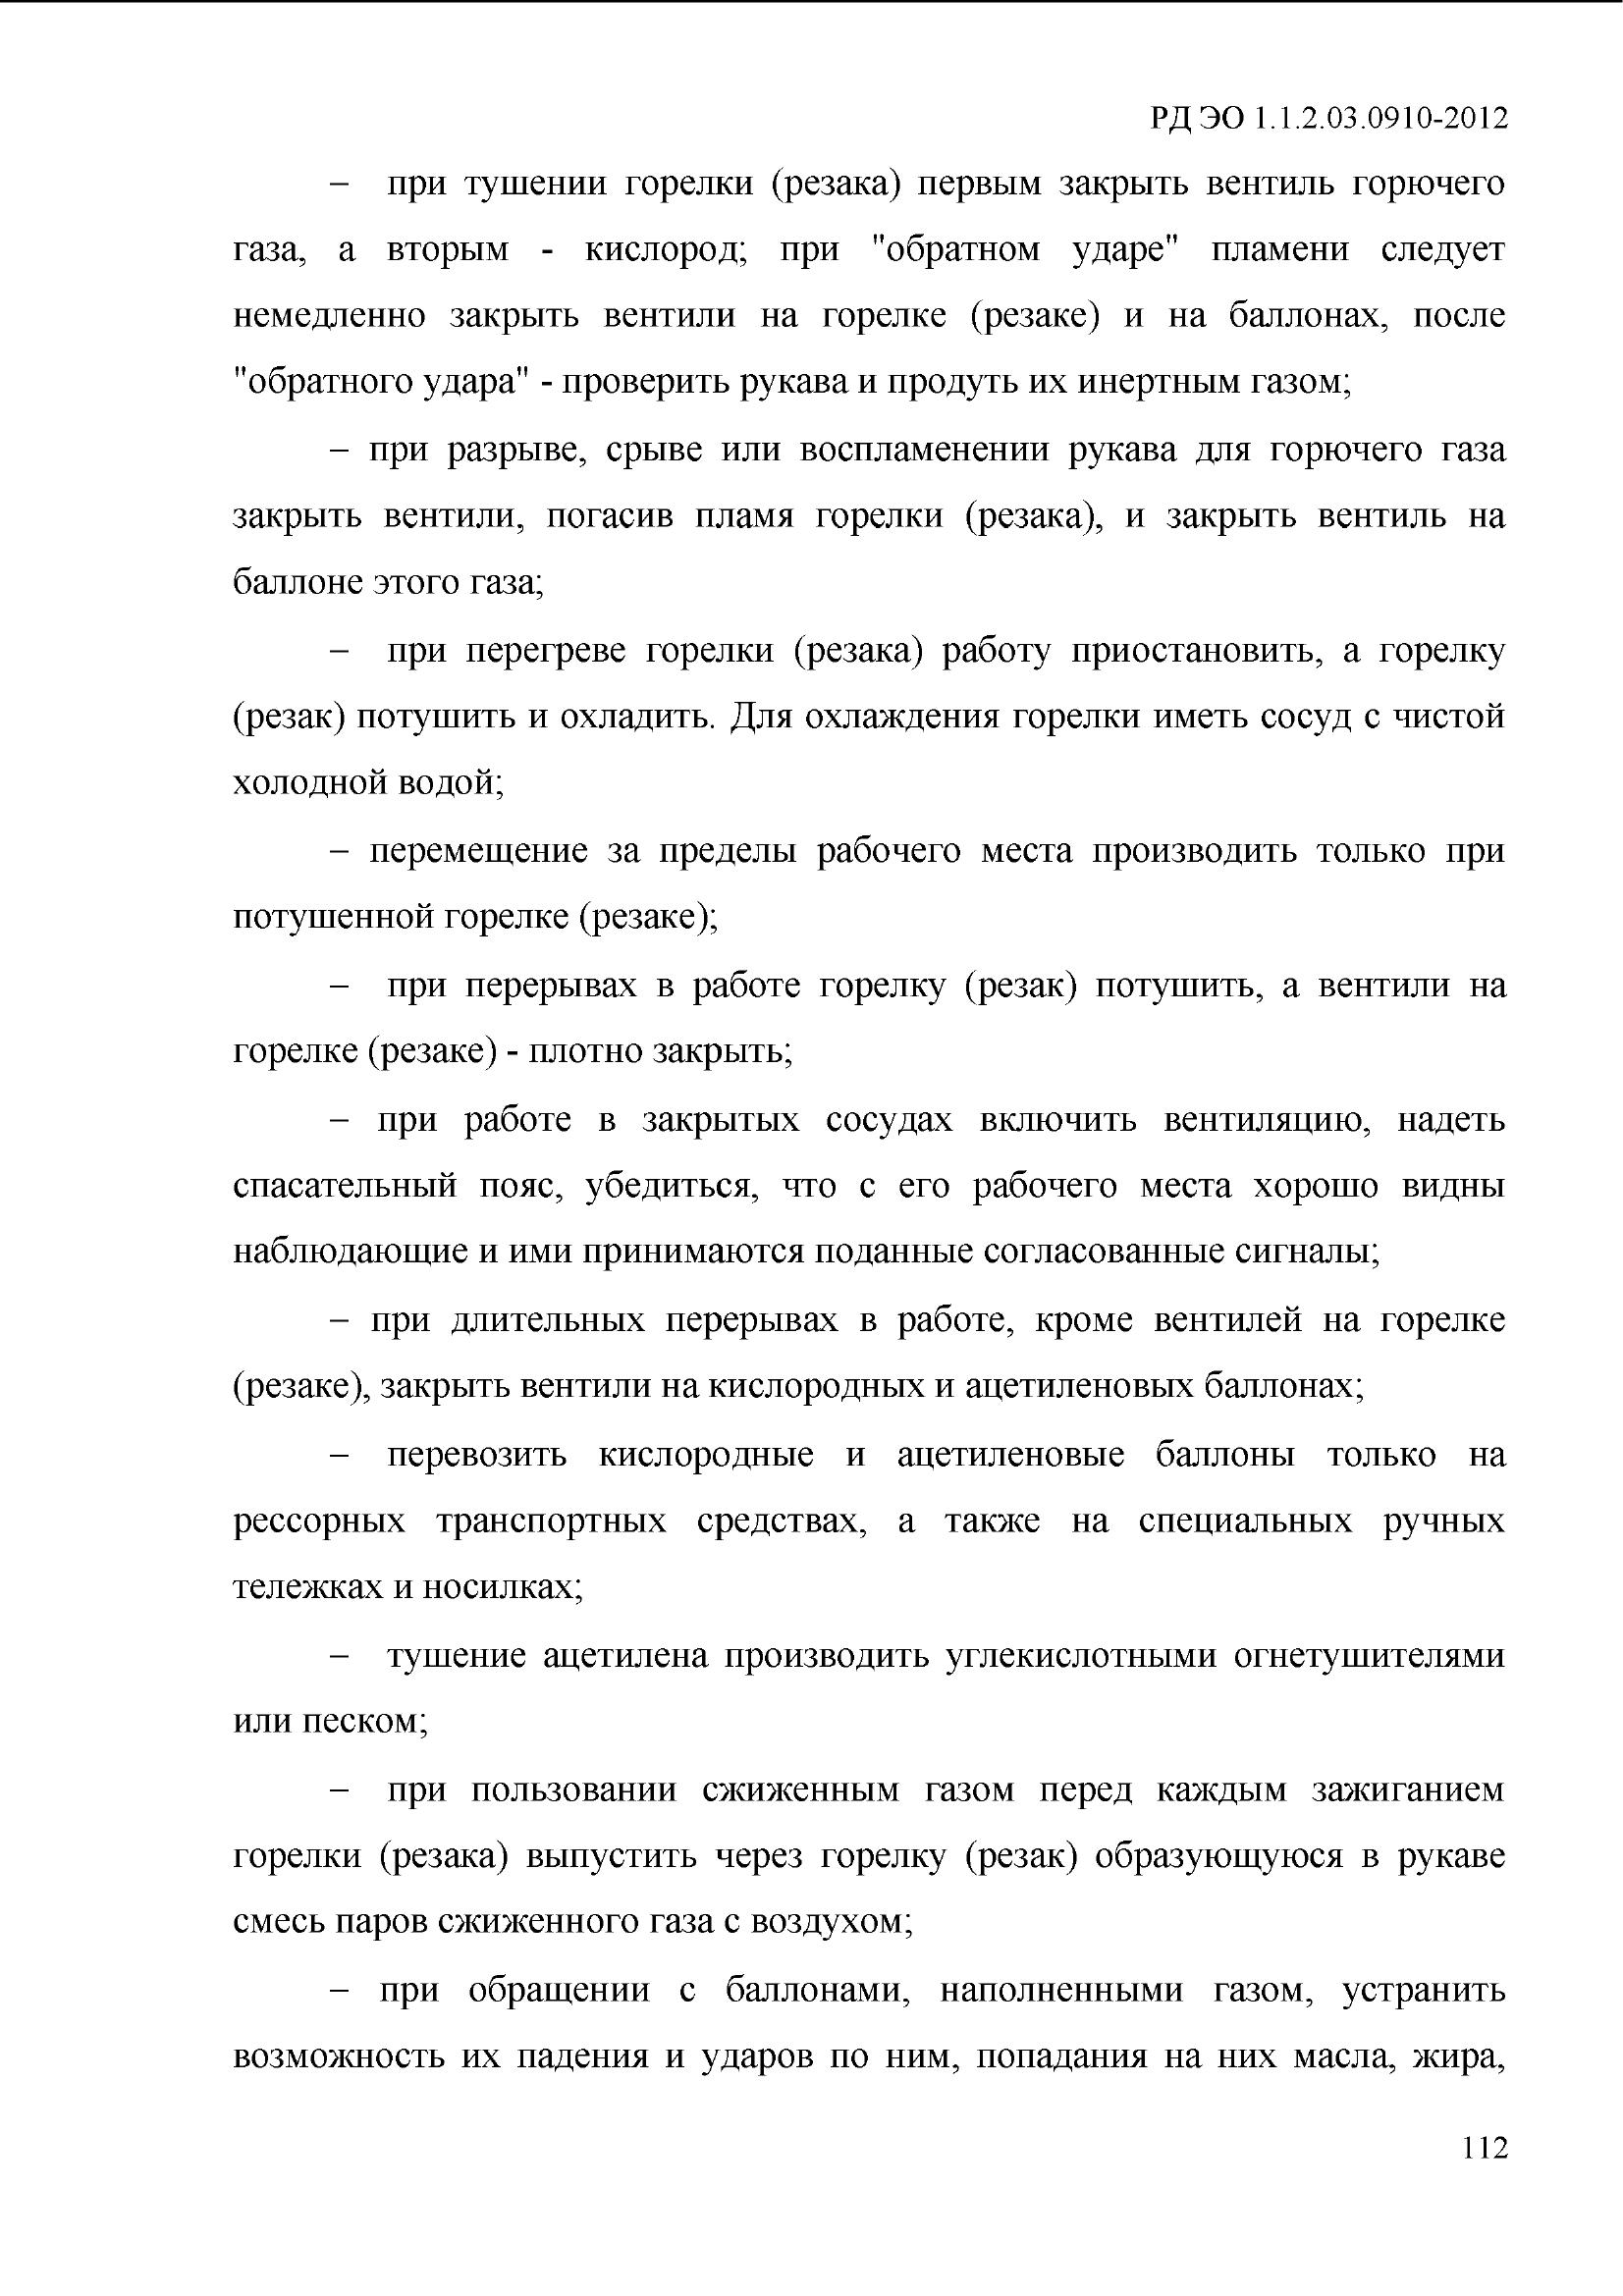 РД ЭО 1.1.2.03.0910-2012
– при тушении горелки (резака) первым закрыть вентиль горючего
газа, а вторым - кислород; при "обратном ударе" пламени следует
немедленно закрыть вентили на горелке (резаке) и на баллонах, после
"обратного удара" - проверить рукава и продуть их инертным газом;
– при разрыве, срыве или воспламенении рукава для горючего газа
закрыть вентили, погасив пламя горелки (резака), и закрыть вентиль на
баллоне этого газа;
– при перегреве горелки (резака) работу приостановить, а горелку
(резак) потушить и охладить. Для охлаждения горелки иметь сосуд с чистой
холодной водой;
– перемещение за пределы рабочего места производить только при
потушенной горелке (резаке);
– при перерывах в работе горелку (резак) потушить, а вентили на
горелке (резаке) - плотно закрыть;
– при работе в закрытых сосудах включить вентиляцию, надеть
спасательный пояс, убедиться, что с его рабочего места хорошо видны
наблюдающие и ими принимаются поданные согласованные сигналы;
– при длительных перерывах в работе, кроме вентилей на горелке
(резаке), закрыть вентили на кислородных и ацетиленовых баллонах;
– перевозить кислородные и ацетиленовые баллоны только на
рессорных транспортных средствах, а также на специальных ручных
тележках и носилках;
– тушение ацетилена производить углекислотными огнетушителями
или песком;
– при пользовании сжиженным газом перед каждым зажиганием
горелки (резака) выпустить через горелку (резак) образующуюся в рукаве
смесь паров сжиженного газа с воздухом;
– при обращении с баллонами, наполненными газом, устранить
возможность их падения и ударов по ним, попадания на них масла, жира,
112